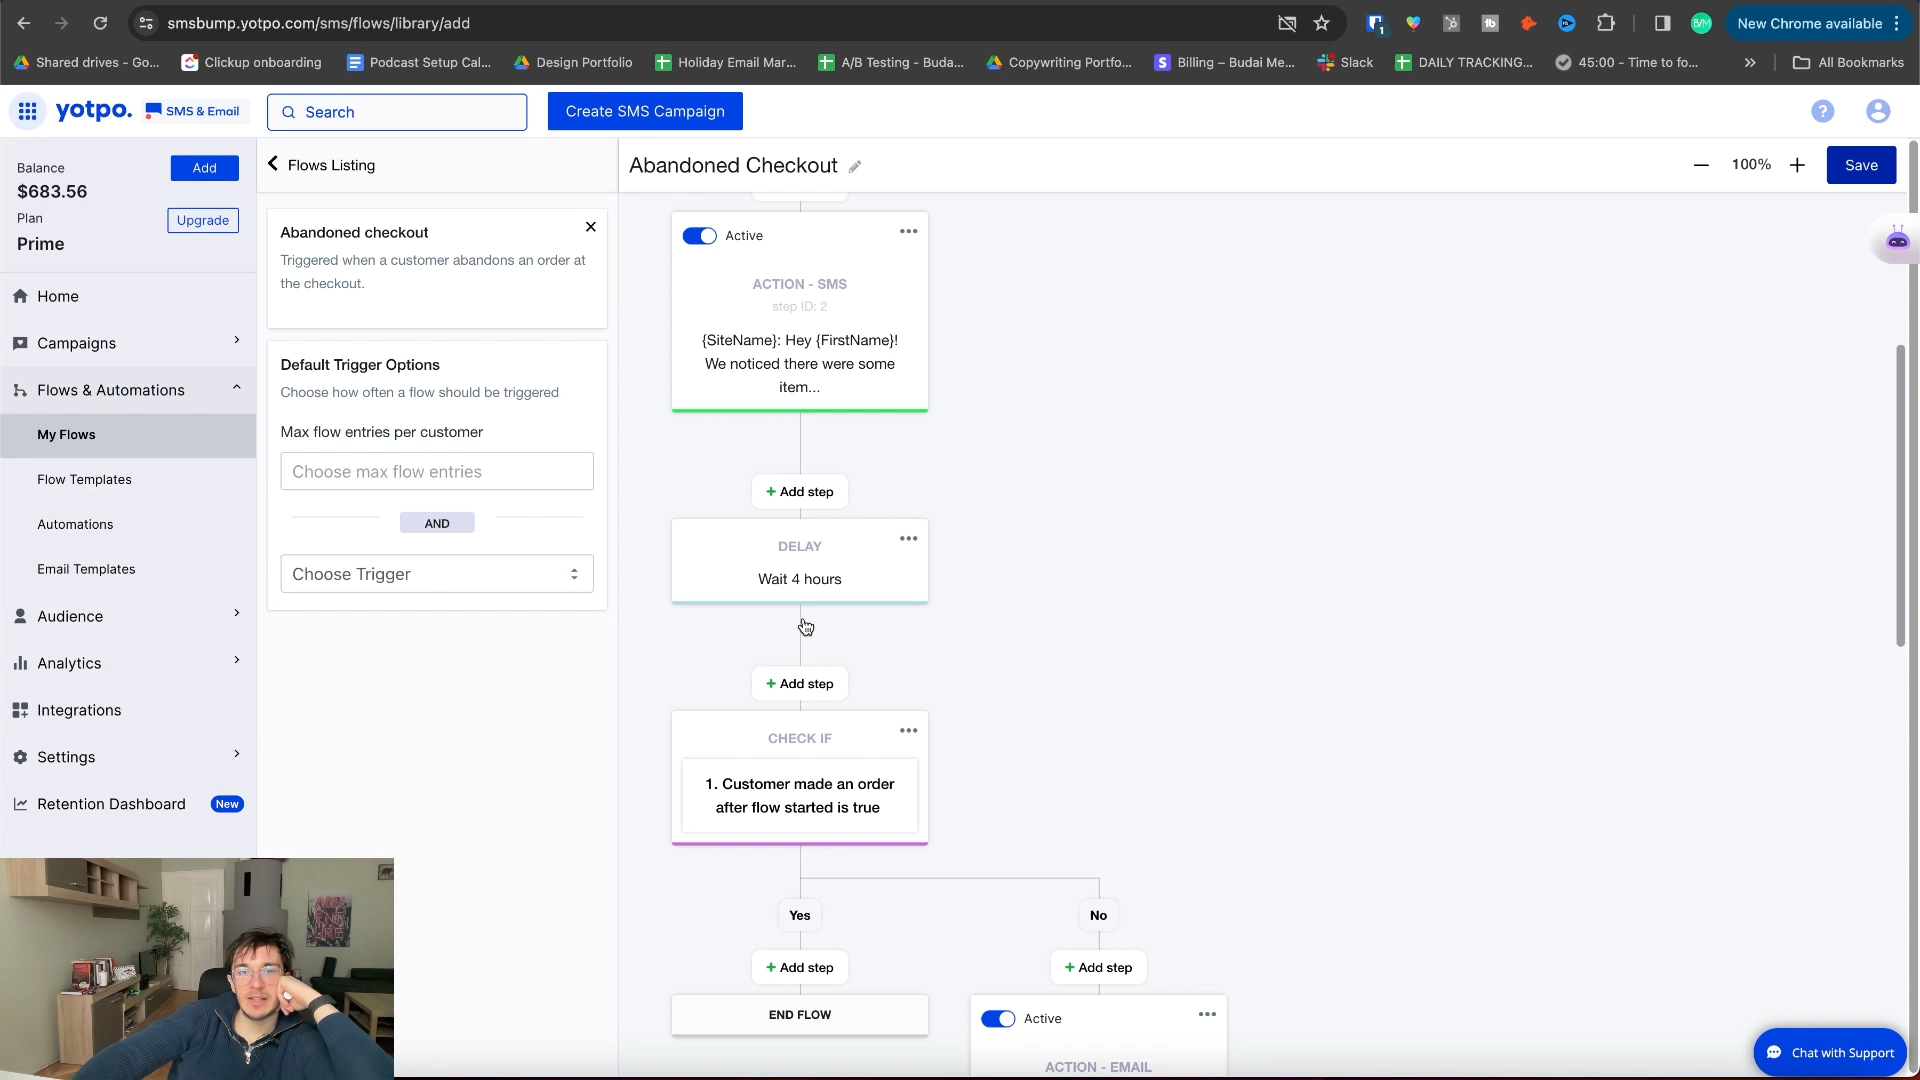 smsbump.yotpo.com/sms/flows/library/add
New Chrome available
Shared drives - Go...
Clickup onboarding
Podcast Setup Cal...
Design Portfolio
Holiday Email Mar...
A/B Testing - Buda...
Copywriting Portfo...
Billing – Budai Me...
Slack
DAILY TRACKING...
45:00 - Time to fo...
All Bookmarks
yotpo.
SMS & Email
Search
Create SMS Campaign
Balance
Add
$683.56
Plan
Upgrade
Prime
Home
Campaigns
Flows & Automations
My Flows
Flow Templates
Automations
Email Templates
Audience
Analytics
Integrations
Settings
Retention Dashboard
New
Flows Listing
Abandoned checkout
Triggered when a customer abandons an order at
the checkout.
Default Trigger Options
Choose how often a flow should be triggered
Max flow entries per customer
Choose max flow entries
AND
Choose Trigger
Abandoned Checkout
100%
Save
Active
ACTION - SMS
step ID: 2
{SiteName}: Hey {FirstName}!
We noticed there were some
item...
+ Add step
DELAY
Wait 4 hours
+ Add step
CHECK IF
1. Customer made an order
after flow started is true
Yes
No
+ Add step
+ Add step
END FLOW
Active
ACTION - EMAIL
Chat with Support